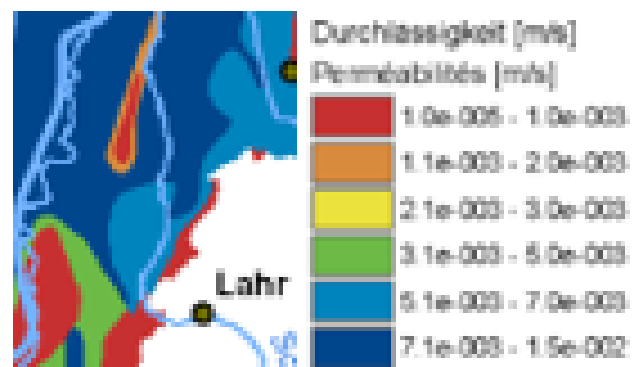 Lahr
Durchlässigkeit [m/s]
Perméabilités [m/s]
1.0e-005 - 1.0e-003
1.1e-003 - 2.0e-003
2.1e-003 - 3.0e-003
3.1e-003 - 5.0e-003
5.1e-003 - 7.0e-003
7.1e-003 - 1.5e-002